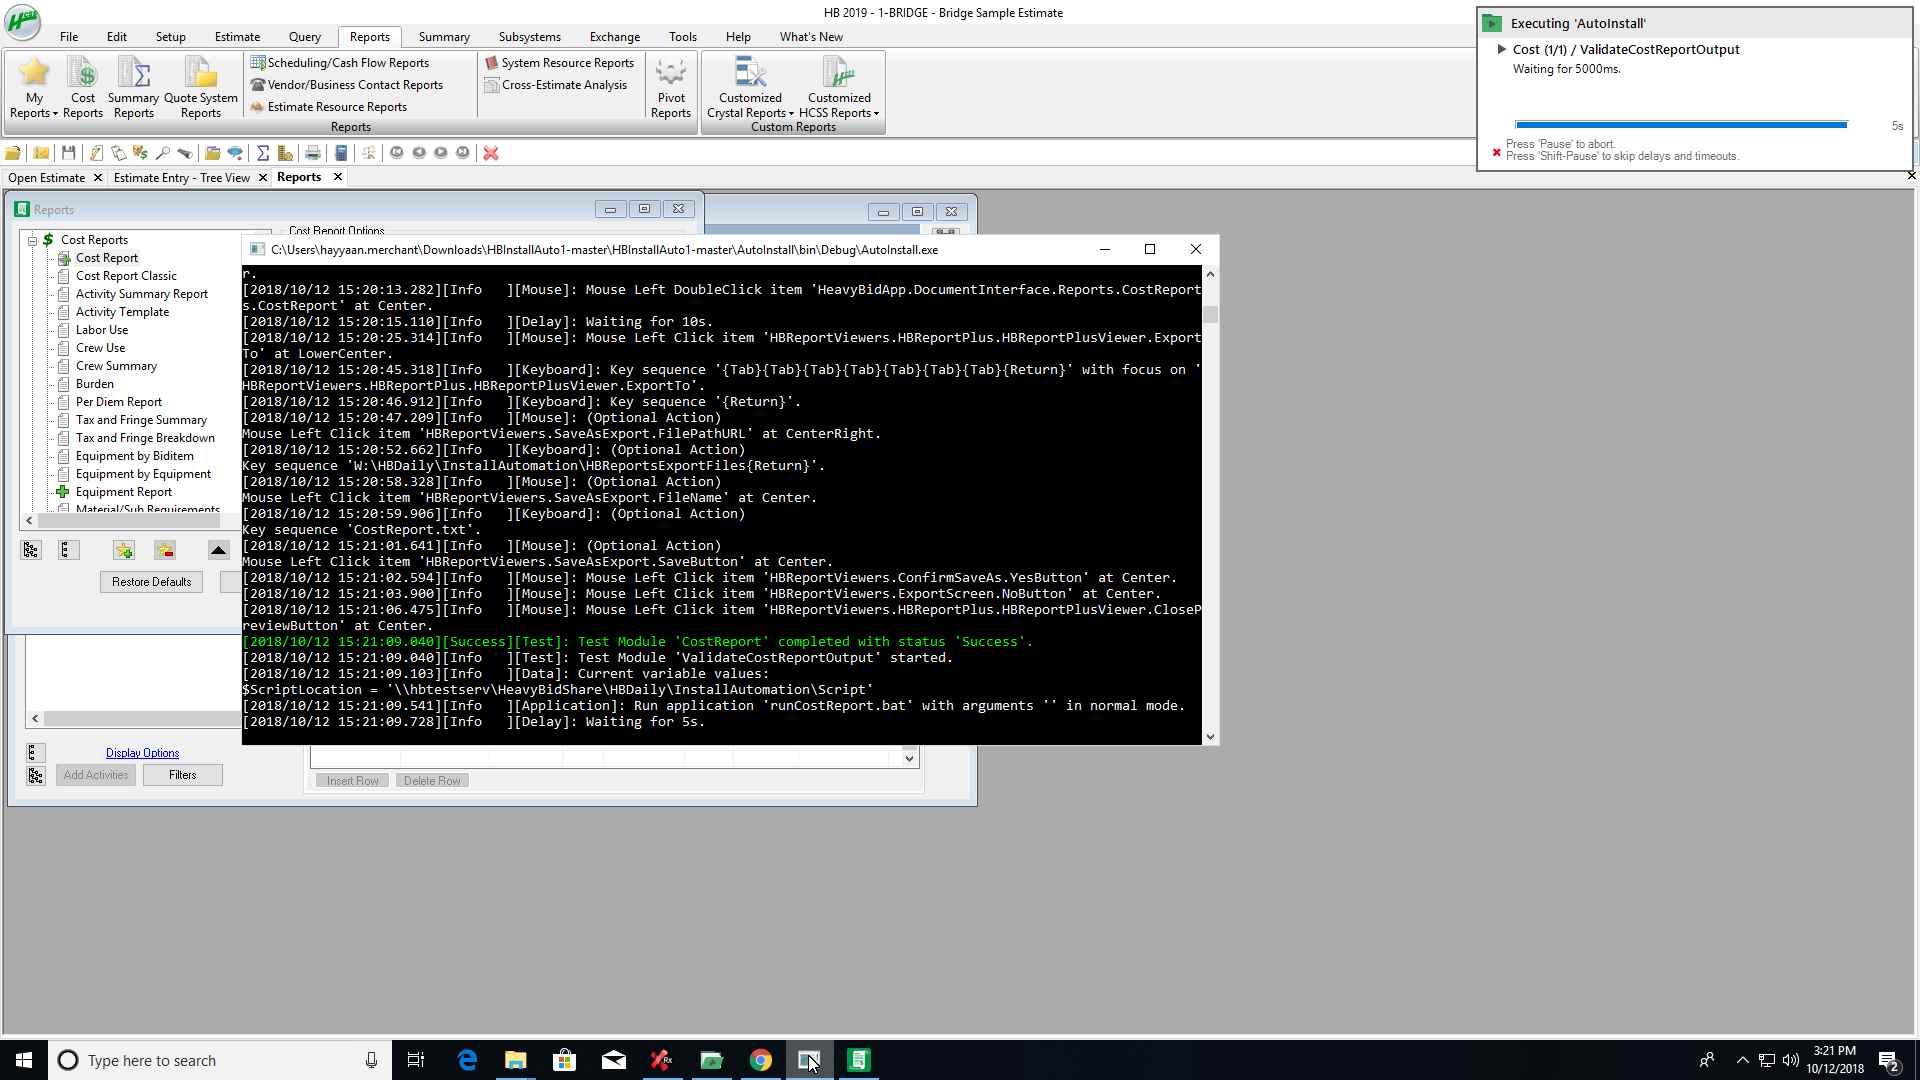 HB 2019 - 1-BRIDGE - Bridge Sample Estimate
File Edit Setup Estimate Query Reports Summary Subsystems Exchange Tools Help What's New
My Reports
Cost Reports
Summary Reports
Quote System Reports
Scheduling/Cash Flow Reports
Vendor/Business Contact Reports
Estimate Resource Reports
System Resource Reports
Cross-Estimate Analysis
Pivot Reports
Reports
Customized Crystal Reports
Customized HCSS Reports
Custom Reports
Executing 'AutoInstall'
Cost (1/1) / ValidateCostReportOutput
Waiting for 5000ms.
5s
Press 'Pause' to abort.
Press 'Shift-Pause' to skip delays and timeouts.
Open Estimate Estimate Entry - Tree View Reports
Reports
Cost Report Options
Cost Reports
Cost Report
Cost Report Classic
Activity Summary Report
Activity Template
Labor Use
Crew Use
Crew Summary
Burden
Per Diem Report
Tax and Fringe Summary
Tax and Fringe Breakdown
Equipment by Biditem
Equipment by Equipment
Equipment Report
Material/Sub Requirements
Restore Defaults
Display Options
Add Activities Filters
Insert Row Delete Row
C:\Users\hayyaan.merchant\Downloads\HBInstallAuto1-master\HBInstallAuto1-master\AutoInstall\bin\Debug\AutoInstall.exe
r.
[2018/10/12 15:20:13.282][Info   ][Mouse]: Mouse Left DoubleClick item 'HeavyBidApp.DocumentInterface.Reports.CostReport
s.CostReport' at Center.
[2018/10/12 15:20:15.110][Info   ][Delay]: Waiting for 10s.
[2018/10/12 15:20:25.314][Info   ][Mouse]: Mouse Left Click item 'HBReportViewers.HBReportPlus.HBReportPlusViewer.Export
To' at LowerCenter.
[2018/10/12 15:20:45.318][Info   ][Keyboard]: Key sequence '{Tab}{Tab}{Tab}{Tab}{Tab}{Tab}{Tab}{Return}' with focus on '
HBReportViewers.HBReportPlus.HBReportPlusViewer.ExportTo'.
[2018/10/12 15:20:46.912][Info   ][Keyboard]: Key sequence '{Return}'.
[2018/10/12 15:20:47.209][Info   ][Mouse]: (Optional Action)
Mouse Left Click item 'HBReportViewers.SaveAsExport.FilePathURL' at CenterRight.
[2018/10/12 15:20:52.662][Info   ][Keyboard]: (Optional Action)
Key sequence 'W:\HBDaily\InstallAutomation\HBReportsExportFiles{Return}'.
[2018/10/12 15:20:58.328][Info   ][Mouse]: (Optional Action)
Mouse Left Click item 'HBReportViewers.SaveAsExport.FileName' at Center.
[2018/10/12 15:20:59.906][Info   ][Keyboard]: (Optional Action)
Key sequence 'CostReport.txt'.
[2018/10/12 15:21:01.641][Info   ][Mouse]: (Optional Action)
Mouse Left Click item 'HBReportViewers.SaveAsExport.SaveButton' at Center.
[2018/10/12 15:21:02.594][Info   ][Mouse]: Mouse Left Click item 'HBReportViewers.ConfirmSaveAs.YesButton' at Center.
[2018/10/12 15:21:03.900][Info   ][Mouse]: Mouse Left Click item 'HBReportViewers.ExportScreen.NoButton' at Center.
[2018/10/12 15:21:06.475][Info   ][Mouse]: Mouse Left Click item 'HBReportViewers.HBReportPlus.HBReportPlusViewer.CloseP
reviewButton' at Center.
[2018/10/12 15:21:09.040][Success][Test]: Test Module 'CostReport' completed with status 'Success'.
[2018/10/12 15:21:09.040][Info   ][Test]: Test Module 'ValidateCostReportOutput' started.
[2018/10/12 15:21:09.103][Info   ][Data]: Current variable values:
$ScriptLocation = '\\hbtestserv\HeavyBidShare\HBDaily\InstallAutomation\Script'
[2018/10/12 15:21:09.541][Info   ][Application]: Run application 'runCostReport.bat' with arguments '' in normal mode.
[2018/10/12 15:21:09.728][Info   ][Delay]: Waiting for 5s.
Type here to search
3:21 PM
10/12/2018
2